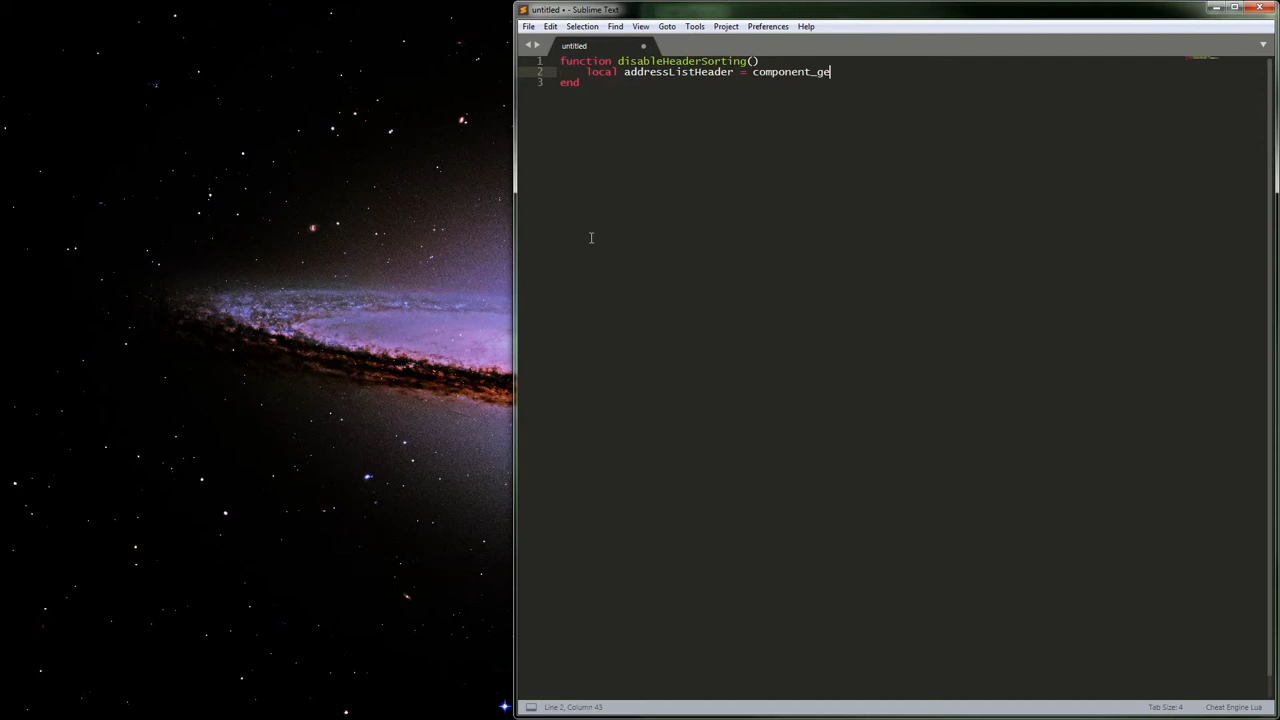 untitled • - Sublime Text
File Edit Selection Find View Goto Tools Project Preferences Help
untitled
1 function disableHeaderSorting()
2 local addressListHeader = component_ge
3 end
Line 2, Column 43 Tab Size: 4 Cheat Engine Lua